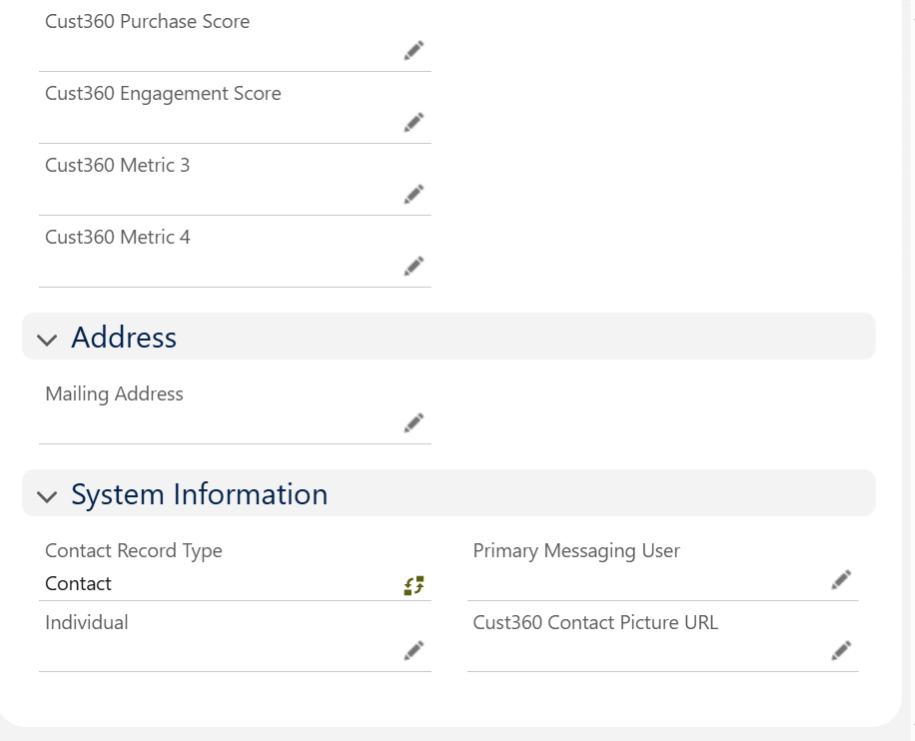 Cust360 Purchase Score
Cust360 Engagement Score
Cust360 Metric 3
Cust360 Metric 4
Address
Mailing Address
System Information
Contact Record Type
Contact
Primary Messaging User
Individual
Cust360 Contact Picture URL